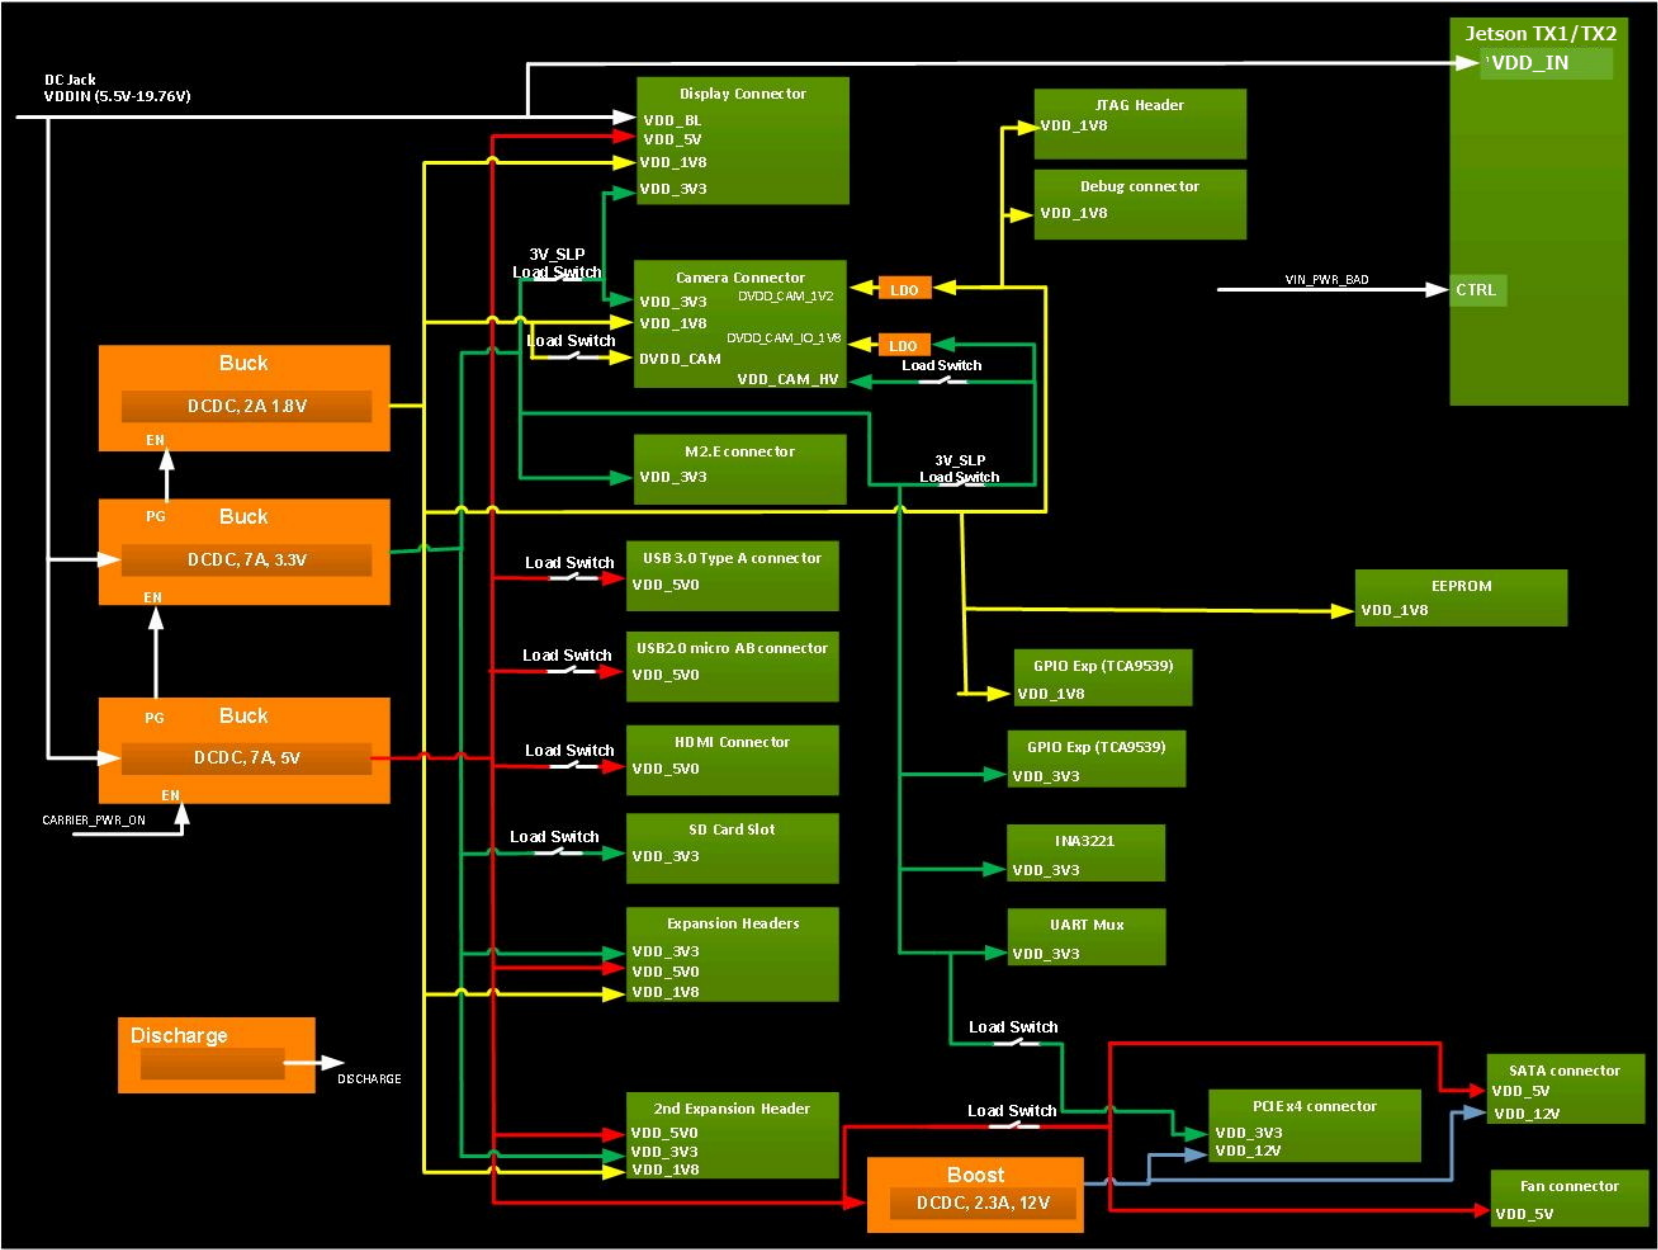 Jetson TX1/TX2
VDD_IN
DC Jack
VDDIN (5.5V-19.76V)
Display Connector
VDD_BL
VDD_5V
VDD_1V8
VDD_3V3
JTAG Header
VDD_1V8
Debug connector
VDD_1V8
3V_SLP
Load Switch
Camera Connector
DVDD_CAM_1V2
VDD_3V3
VDD_1V8
DVDD_CAM_IO_1V8
DVDD_CAM
VDD_CAM_HV
LDO
LDO
Load Switch
Load Switch
VIN_PWR_BAD
CTRL
Buck
DCDC, 2A 1.8V
EN
M2.E connector
VDD_3V3
3V_SLP
Load Switch
PG
Buck
DCDC, 7A, 3.3V
EN
Load Switch
USB 3.0 Type A connector
VDD_5V0
EEPROM
VDD_1V8
Load Switch
USB2.0 micro AB connector
VDD_5V0
GPIO Exp (TCA9539)
VDD_1V8
PG
Buck
DCDC, 7A, 5V
EN
CARRIER_PWR_ON
Load Switch
HDMI Connector
VDD_5V0
GPIO Exp (TCA9539)
VDD_3V3
Load Switch
SD Card Slot
VDD_3V3
INA3221
VDD_3V3
Expansion Headers
VDD_3V3
VDD_5V0
VDD_1V8
UART Mux
VDD_3V3
Discharge
DISCHARGE
Load Switch
2nd Expansion Header
VDD_5V0
VDD_3V3
VDD_1V8
Load Switch
PCIE x4 connector
VDD_3V3
VDD_12V
SATA connector
VDD_5V
VDD_12V
Boost
DCDC, 2.3A, 12V
Fan connector
VDD_5V